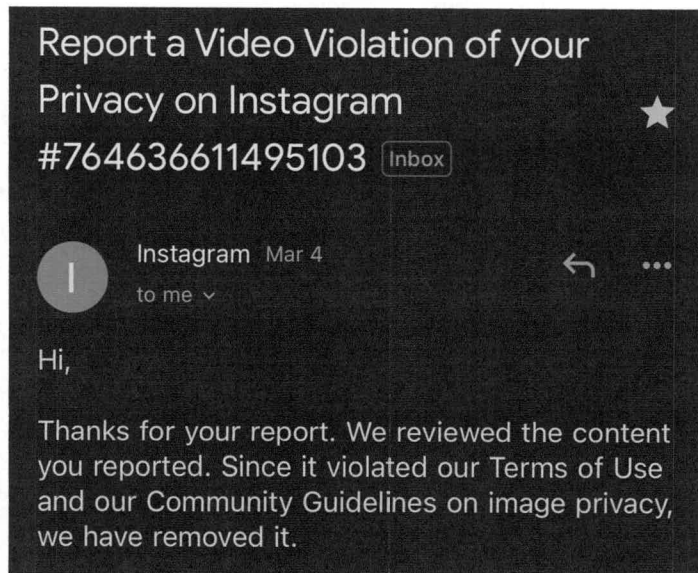 Report a Video Violation of your
Privacy on Instagram
#764636611495103 Inbox
I
Instagram Mar 4
to me
Hi,
Thanks for your report. We reviewed the content
you reported. Since it violated our Terms of Use
and our Community Guidelines on image privacy,
we have removed it.